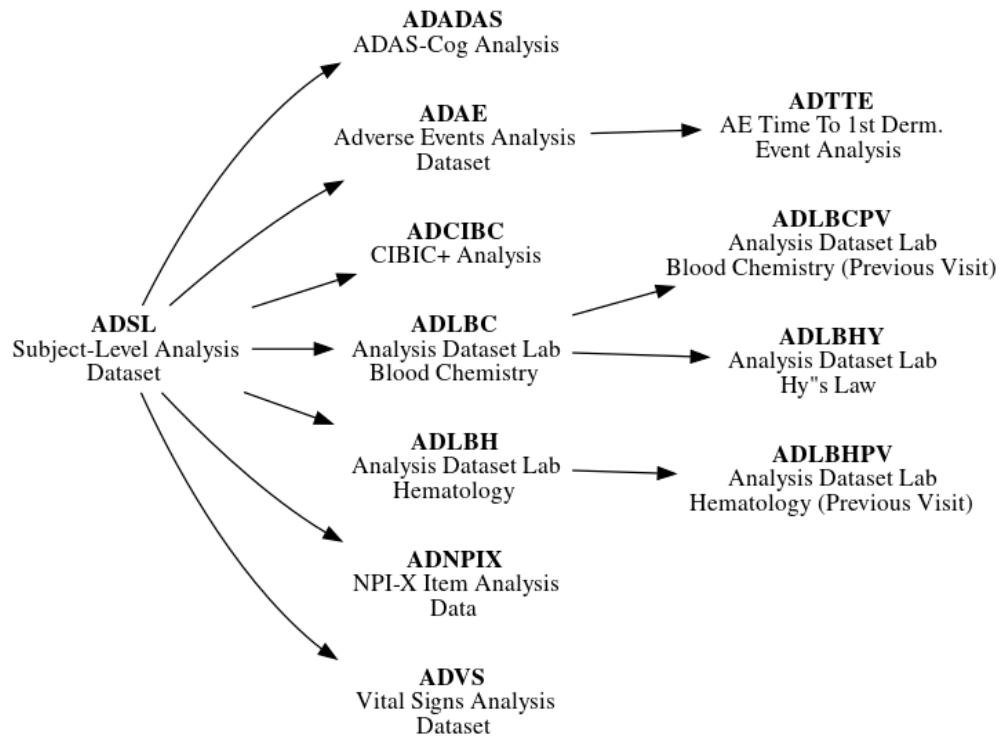 ADADAS
ADAS-Cog Analysis
ADAE
Adverse Events Analysis
Dataset
ADTTE
AE Time To 1st Derm.
Event Analysis
ADCIBC
CIBIC+ Analysis
ADLBCPV
Analysis Dataset Lab
Blood Chemistry (Previous Visit)
ADSL
Subject-Level Analysis
Dataset
ADLBC
Analysis Dataset Lab
Blood Chemistry
ADLBHY
Analysis Dataset Lab
Hy"s Law
ADLBH
Analysis Dataset Lab
Hematology
ADLBHPV
Analysis Dataset Lab
Hematology (Previous Visit)
ADNPIX
NPI-X Item Analysis
Data
ADVS
Vital Signs Analysis
Dataset